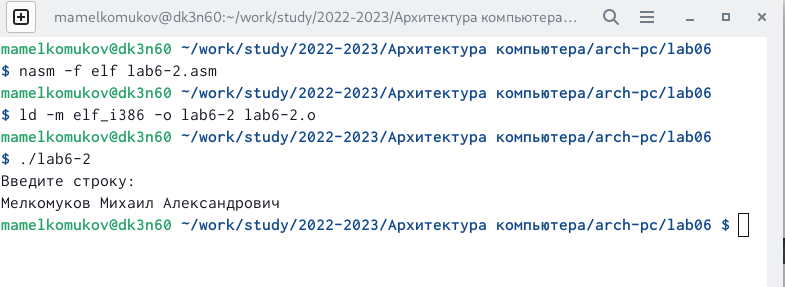 mamelkomukov@dk3n60:~/work/study/2022-2023/Архитектура компьютера…
mamelkomukov@dk3n60 ~/work/study/2022-2023/Архитектура компьютера/arch-pc/lab06
$ nasm -f elf lab6-2.asm
mamelkomukov@dk3n60 ~/work/study/2022-2023/Архитектура компьютера/arch-pc/lab06
$ ld -m elf_i386 -o lab6-2 lab6-2.o
mamelkomukov@dk3n60 ~/work/study/2022-2023/Архитектура компьютера/arch-pc/lab06
$ ./lab6-2
Введите строку:
Мелкомуков Михаил Александрович
mamelkomukov@dk3n60 ~/work/study/2022-2023/Архитектура компьютера/arch-pc/lab06 $